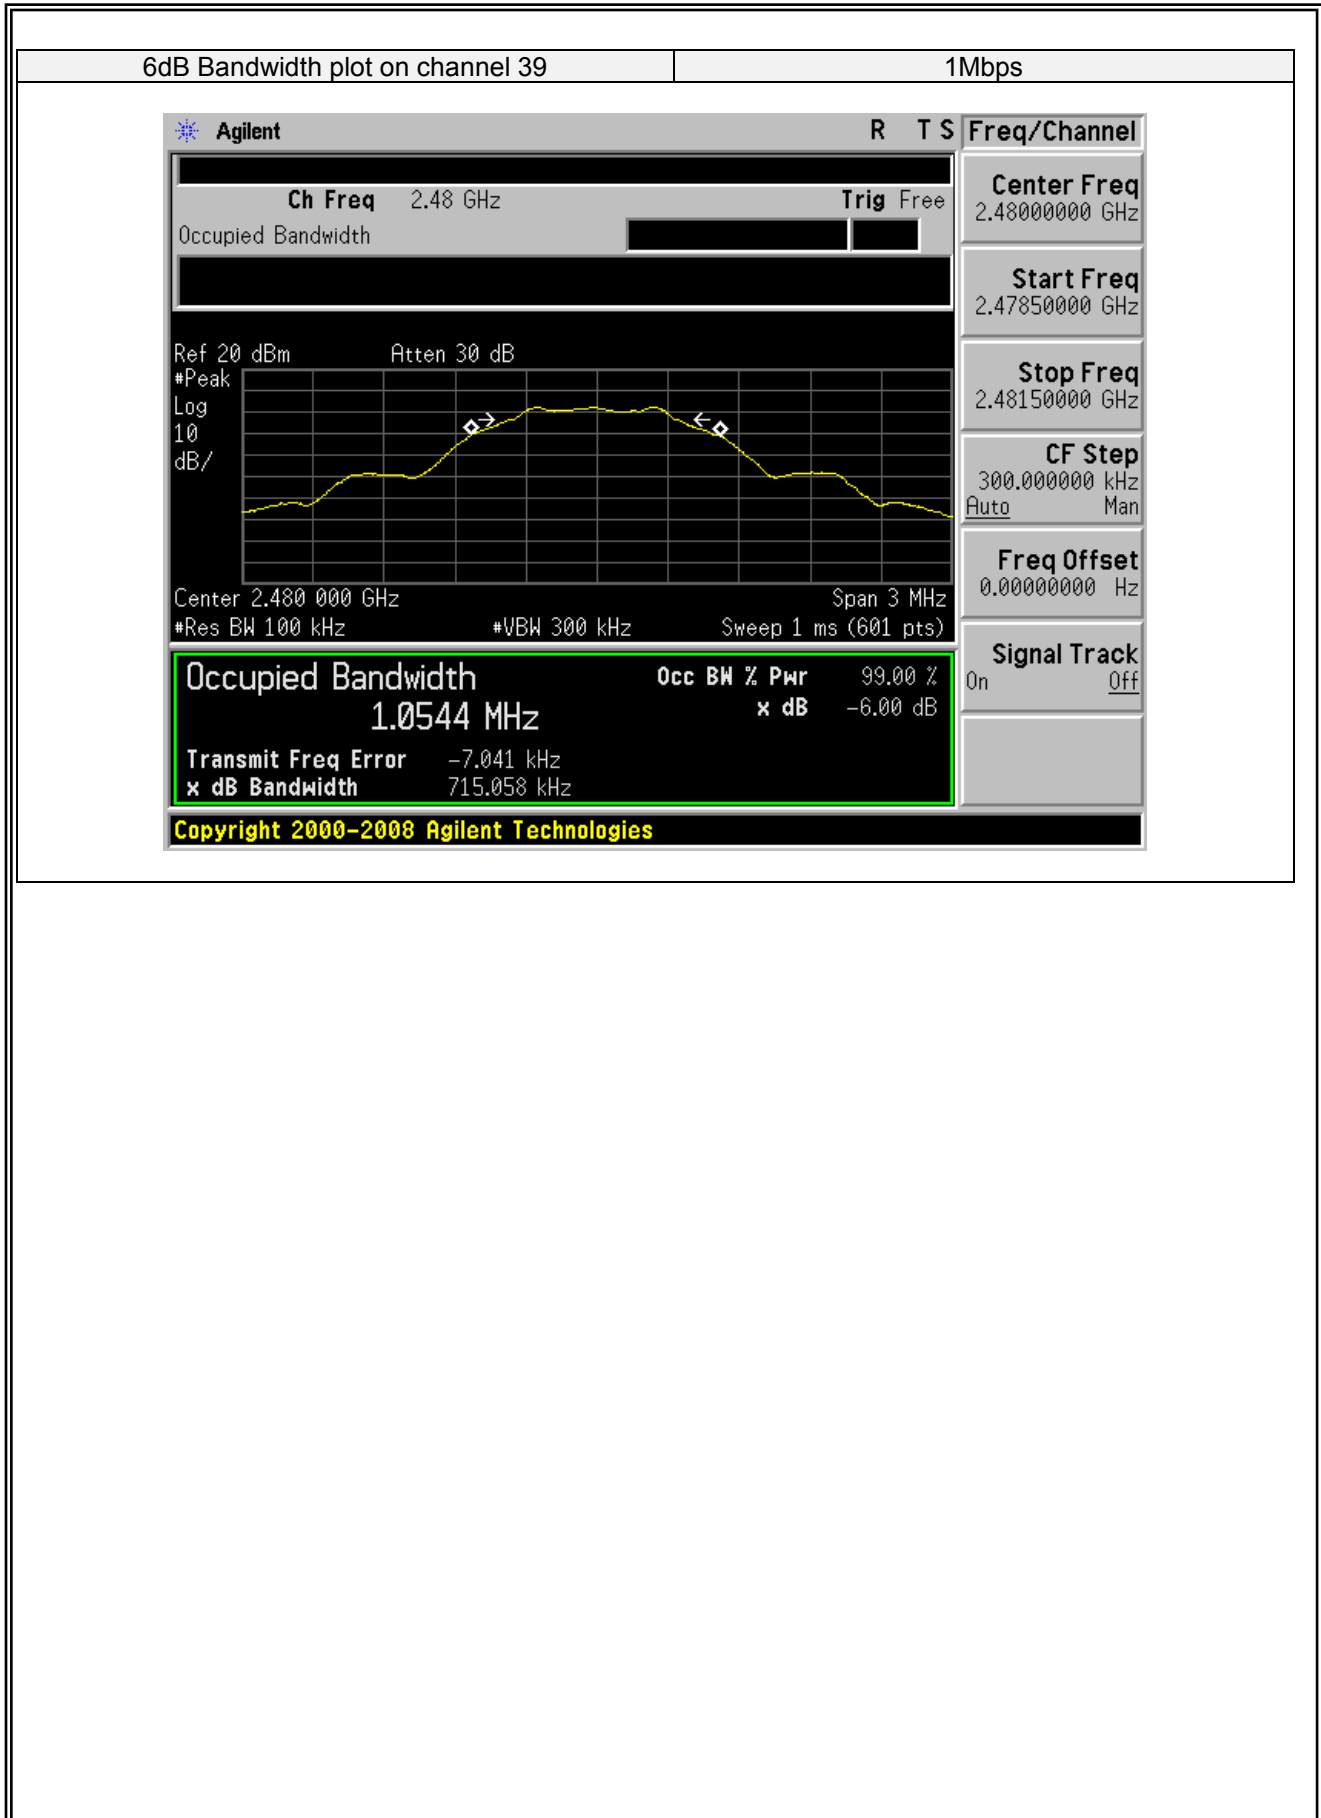 6dB Bandwidth plot on channel 39 1Mbps
Agilent R T S Freq/Channel
Ch Freq 2.48 GHz Trig Free
Occupied Bandwidth
Center Freq
2.48000000 GHz
Start Freq
2.47850000 GHz
Stop Freq
2.48150000 GHz
CF Step
300.000000 kHz
Auto Man
Freq Offset
0.00000000 Hz
Signal Track
On Off
Ref 20 dBm Atten 30 dB
#Peak
Log
10
dB/
Center 2.480 000 GHz Span 3 MHz
#Res BW 100 kHz #VBW 300 kHz Sweep 1 ms (601 pts)
Occupied Bandwidth Occ BW % Pwr 99.00 %
1.0544 MHz x dB -6.00 dB
Transmit Freq Error -7.041 kHz
x dB Bandwidth 715.058 kHz
Copyright 2000-2008 Agilent Technologies